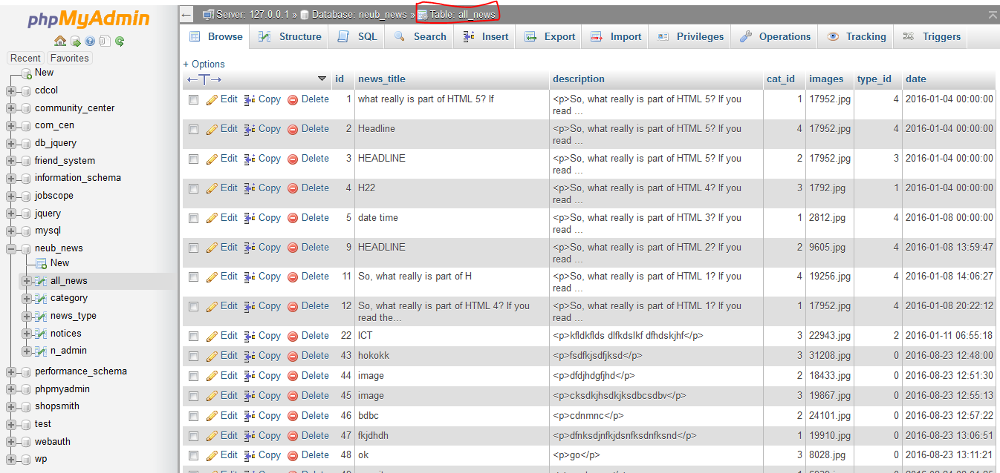 phpMyAdmin
Recent Favorites
New
cdcol
community_center
com_cen
db_jquery
friend_system
information_schema
jobscope
jquery
mysql
neub_news
New
all_news
category
news_type
notices
n_admin
performance_schema
phpmyadmin
shopsmith
test
webauth
wp
Server: 127.0.0.1 » Database: neub_news » Table: all_news
Browse Structure SQL Search Insert Export Import Privileges Operations Tracking Triggers
+ Options
←T→ id news_title description cat_id images type_id date
Edit Copy Delete 1 what really is part of HTML 5? If <p>So, what really is part of HTML 5? If you 1 17952.jpg 4 2016-01-04 00:00:00
read ...
Edit Copy Delete 2 Headline <p>So, what really is part of HTML 5? If you 4 17952.jpg 4 2016-01-04 00:00:00
read ...
Edit Copy Delete 3 HEADLINE <p>So, what really is part of HTML 5? If you 2 17952.jpg 3 2016-01-04 00:00:00
read ...
Edit Copy Delete 4 H22 <p>So, what really is part of HTML 4? If you 3 1792.jpg 1 2016-01-04 00:00:00
read ...
Edit Copy Delete 5 date time <p>So, what really is part of HTML 3? If you 1 2812.jpg 4 2016-01-08 00:00:00
read ...
Edit Copy Delete 9 HEADLINE <p>So, what really is part of HTML 2? If you 2 9605.jpg 4 2016-01-08 13:59:47
read ...
Edit Copy Delete 11 So, what really is part of H <p>So, what really is part of HTML 1? If you 4 19256.jpg 4 2016-01-08 14:06:27
read ...
Edit Copy Delete 12 So, what really is part of HTML 4? If you <p>So, what really is part of HTML 1? If you 1 17952.jpg 4 2016-01-08 20:22:12
read the... read ...
Edit Copy Delete 22 ICT <p>kfldkflds dlfkdslkf dfhdskjhf</p> 3 22943.jpg 2 2016-01-11 06:55:18
Edit Copy Delete 43 hokokk <p>fsdfkjsdfjksd</p> 3 31208.jpg 0 2016-08-23 12:48:00
Edit Copy Delete 44 image <p>dfdjhdgfjhd</p> 2 18433.jpg 0 2016-08-23 12:51:30
Edit Copy Delete 45 image <p>cksdkjhsdkjksdbcsdbv</p> 3 19867.jpg 0 2016-08-23 12:55:13
Edit Copy Delete 46 bdbc <p>cdnmnc</p> 2 24101.jpg 0 2016-08-23 12:57:22
Edit Copy Delete 47 fkjdhdh <p>dfnksdjnfkjdsnfksdnfksnd</p> 1 19910.jpg 0 2016-08-23 13:06:51
Edit Copy Delete 48 ok <p>go</p> 3 8028.jpg 0 2016-08-23 13:11:21